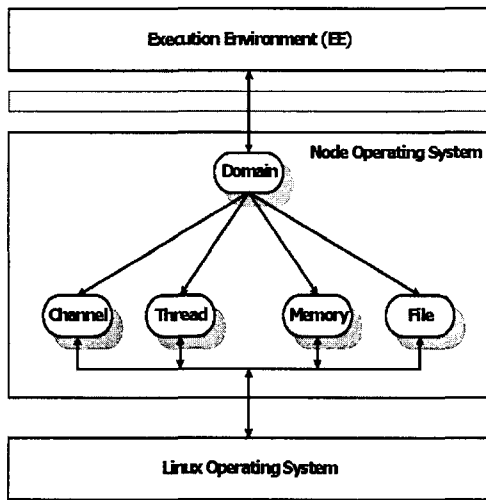 Execution Environment (EE)
Node Operating System
Domain
Channel
Thread
Memory
File
Linux Operating System